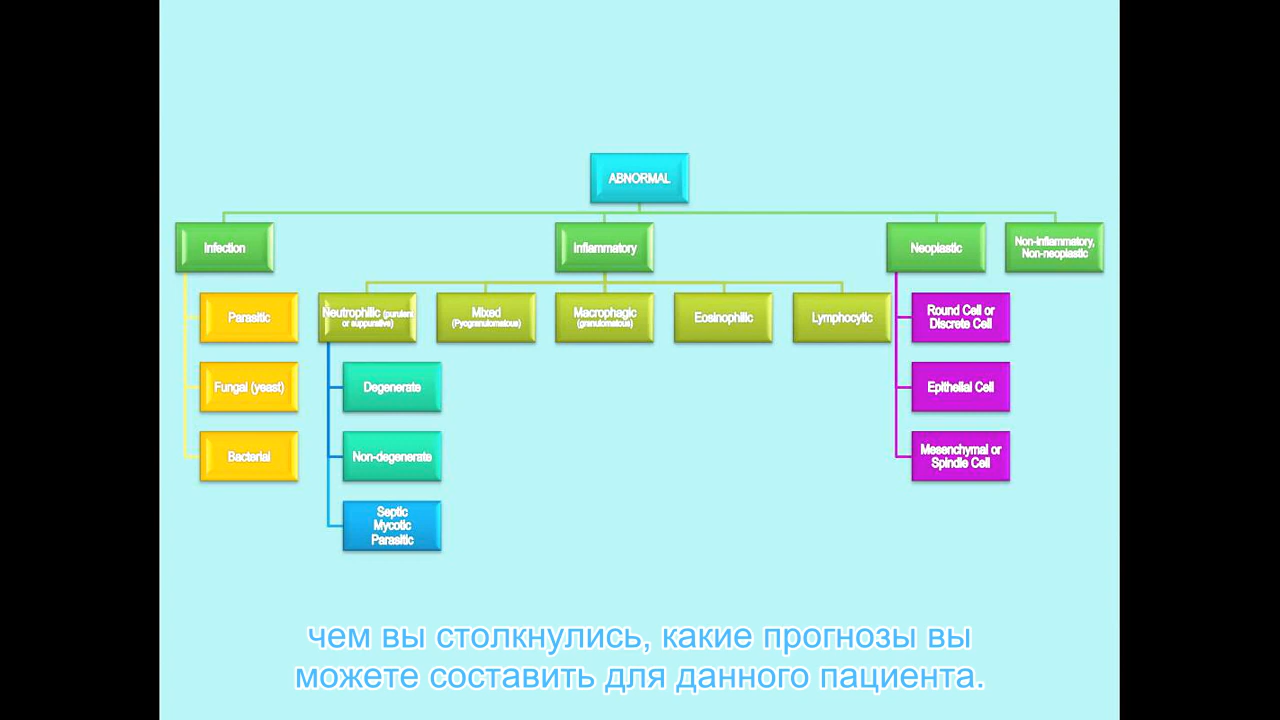 ABNORMAL
Infection
Inflammatory
Neoplastic
Non-inflammatory,
Non-neoplastic
Parasitic
Fungal (yeast)
Bacterial
Neutrophilic (purulent
or suppurative)
Degenerate
Non-degenerate
Septic
Mycotic
Parasitic
Mixed
(Pyogranulomatous)
Macrophagic
(granulomatous)
Eosinophilic
Lymphocytic
Round Cell or
Discrete Cell
Epithelial Cell
Mesenchymal or
Spindle Cell
чем вы столкнулись, какие прогнозы вы
можете составить для данного пациента.